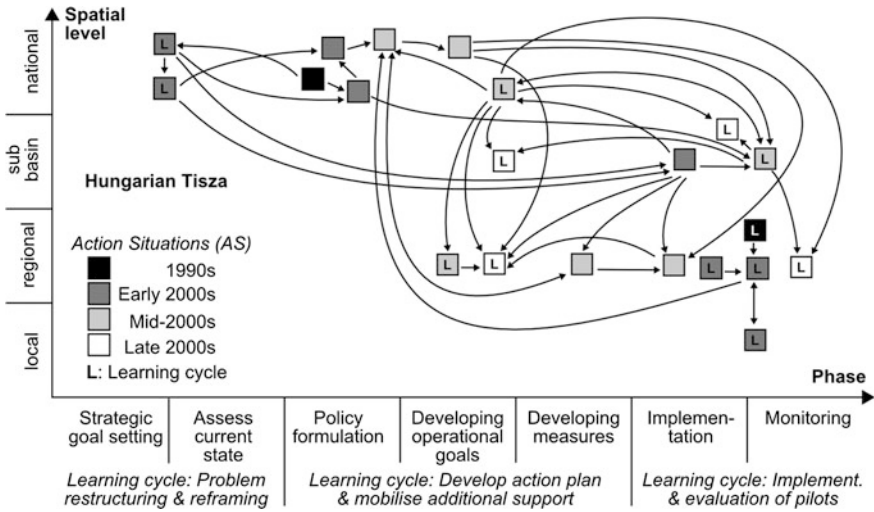 Spatial
level
national
sub
basin
regional
local
L
L
L
L
L
L
Hungarian Tisza
Action Situations (AS)
1990s
Early 2000s
Mid-2000s
Late 2000s
L: Learning cycle
L
L
L
L
L
L
L
Phase
Strategic
goal setting
Assess
current
state
Policy
formulation
Developing
operational
goals
Developing
measures
Implemen-
tation
Monitoring
Learning cycle: Problem
restructuring & reframing
Learning cycle: Develop action plan
& mobilise additional support
Learning cycle: Implement.
& evaluation of pilots